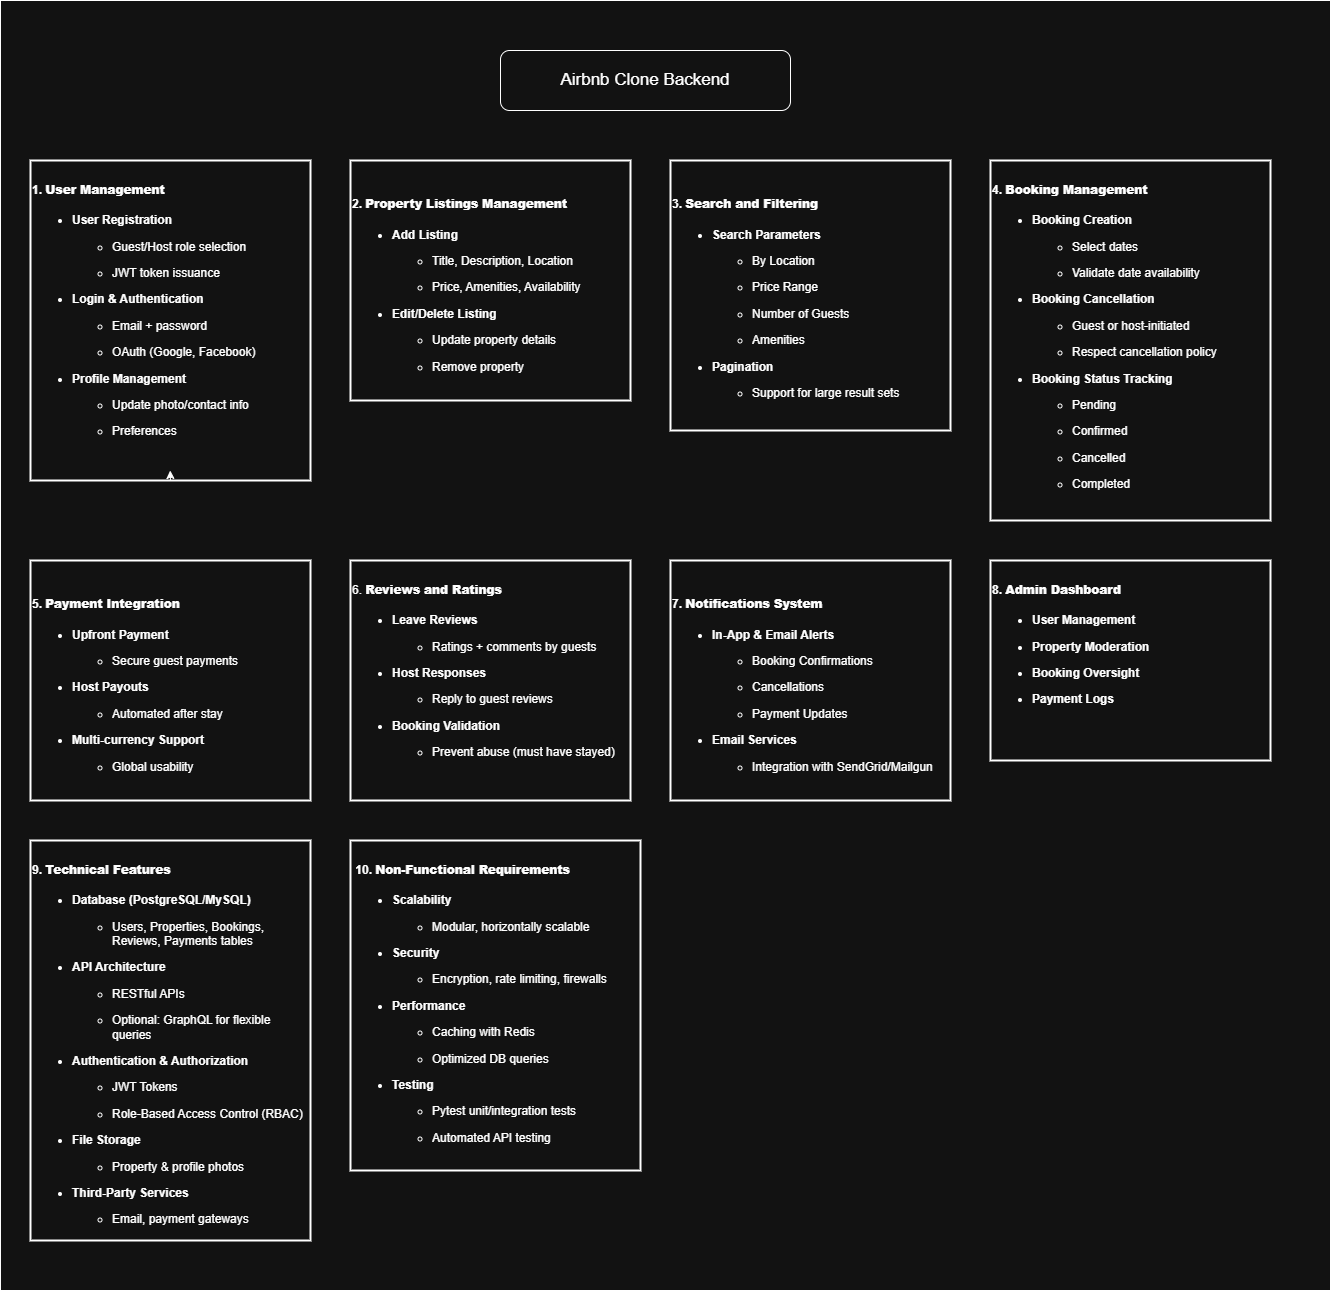 Airbnb Clone Backend
1. User Management
User Registration
Guest/Host role selection
JWT token issuance
Login & Authentication
Email + password
OAuth (Google, Facebook)
Profile Management
Update photo/contact info
Preferences
2. Property Listings Management
Add Listing
Title, Description, Location
Price, Amenities, Availability
Edit/Delete Listing
Update property details
Remove property
3. Search and Filtering
Search Parameters
By Location
Price Range
Number of Guests
Amenities
Pagination
Support for large result sets
4. Booking Management
Booking Creation
Select dates
Validate date availability
Booking Cancellation
Guest or host-initiated
Respect cancellation policy
Booking Status Tracking
Pending
Confirmed
Cancelled
Completed
5. Payment Integration
Upfront Payment
Secure guest payments
Host Payouts
Automated after stay
Multi-currency Support
Global usability
6. Reviews and Ratings
Leave Reviews
Ratings + comments by guests
Host Responses
Reply to guest reviews
Booking Validation
Prevent abuse (must have stayed)
7. Notifications System
In-App & Email Alerts
Booking Confirmations
Cancellations
Payment Updates
Email Services
Integration with SendGrid/Mailgun
8. Admin Dashboard
User Management
Property Moderation
Booking Oversight
Payment Logs
9. Technical Features
Database (PostgreSQL/MySQL)
Users, Properties, Bookings,
Reviews, Payments tables
API Architecture
RESTful APIs
Optional: GraphQL for flexible
queries
Authentication & Authorization
JWT Tokens
Role-Based Access Control (RBAC)
File Storage
Property & profile photos
Third-Party Services
Email, payment gateways
10. Non-Functional Requirements
Scalability
Modular, horizontally scalable
Security
Encryption, rate limiting, firewalls
Performance
Caching with Redis
Optimized DB queries
Testing
Pytest unit/integration tests
Automated API testing